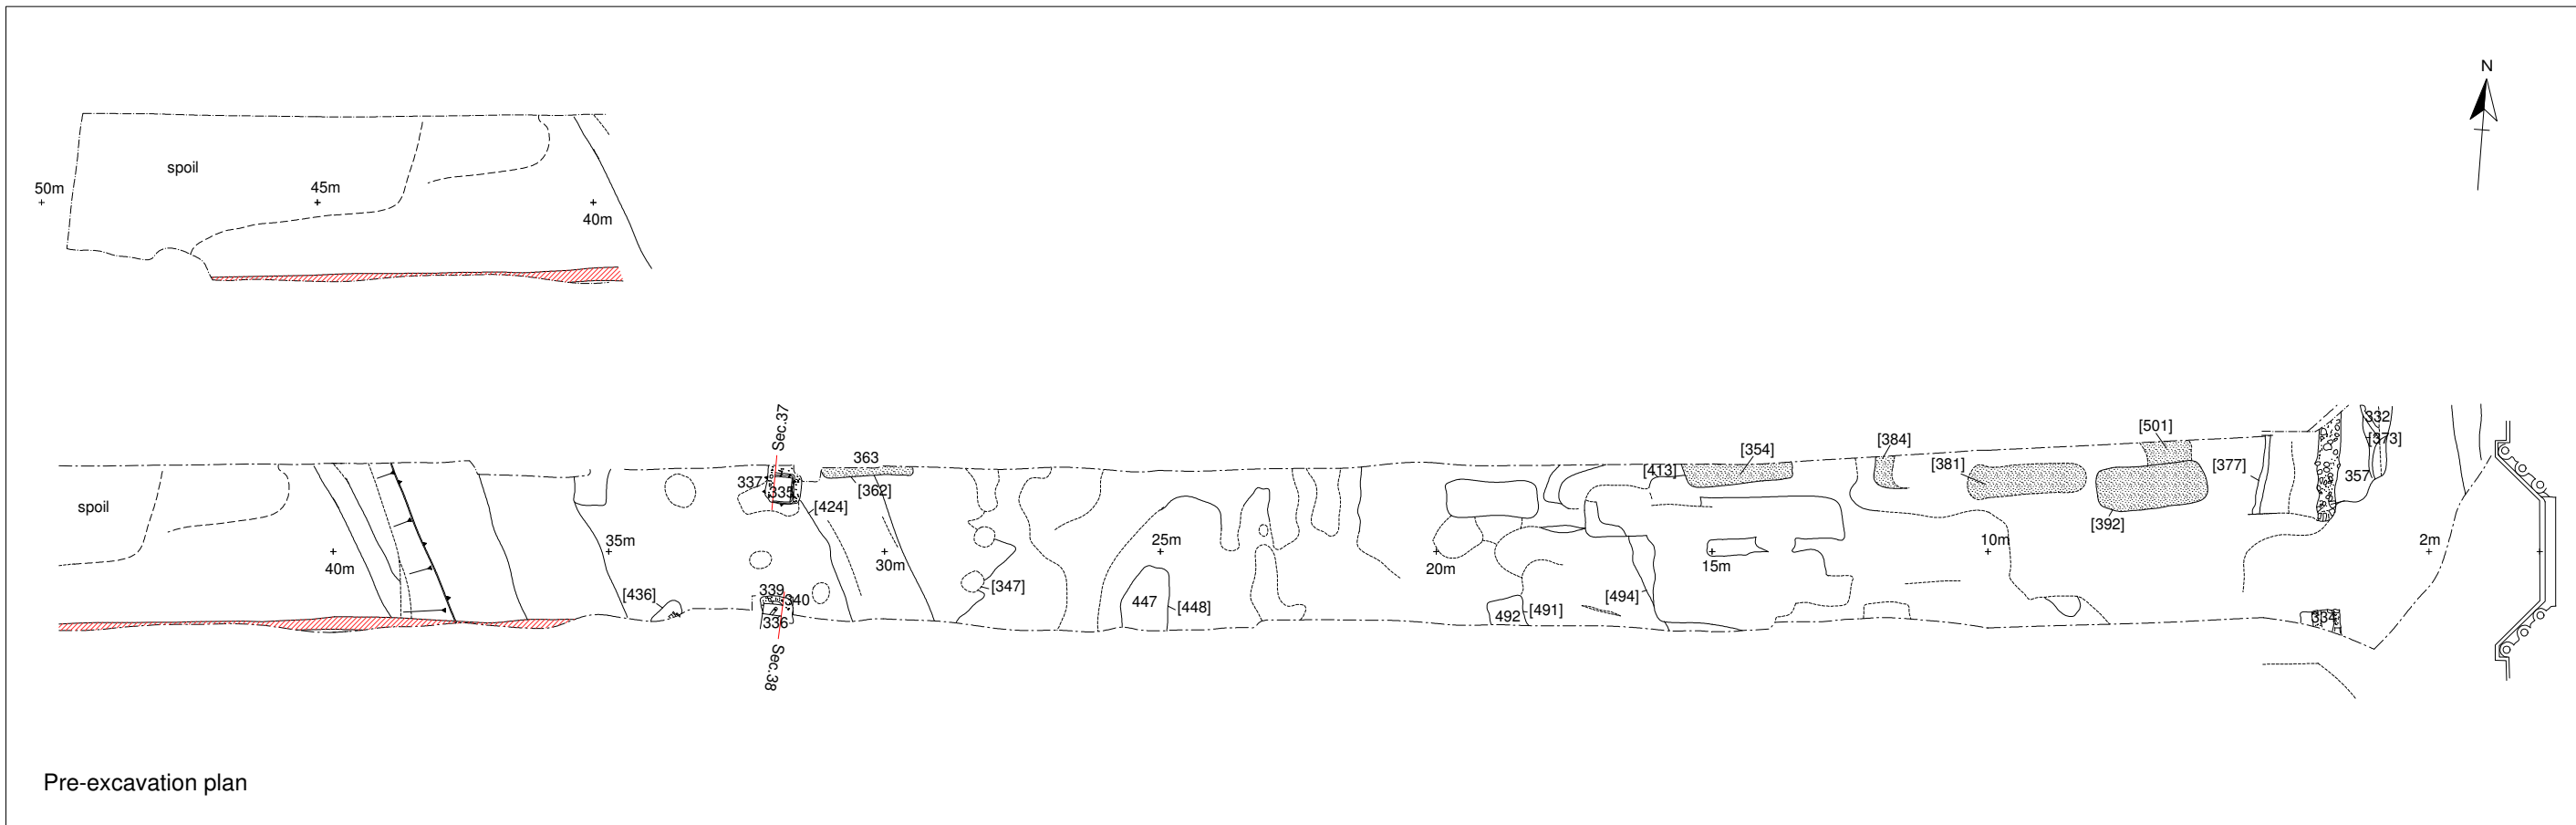 N
spoil
50m
45m
40m
Sec.37
363
[501]
332
[373]
[354]
[384]
[413]
[381]
[377]
357
337
335
[362]
[424]
[392]
spoil
35m
25m
10m
2m
40m
30m
20m
15m
[347]
[436]
339
340
336
447
[448]
492
[491]
[494]
334
Sec.38
Pre-excavation plan